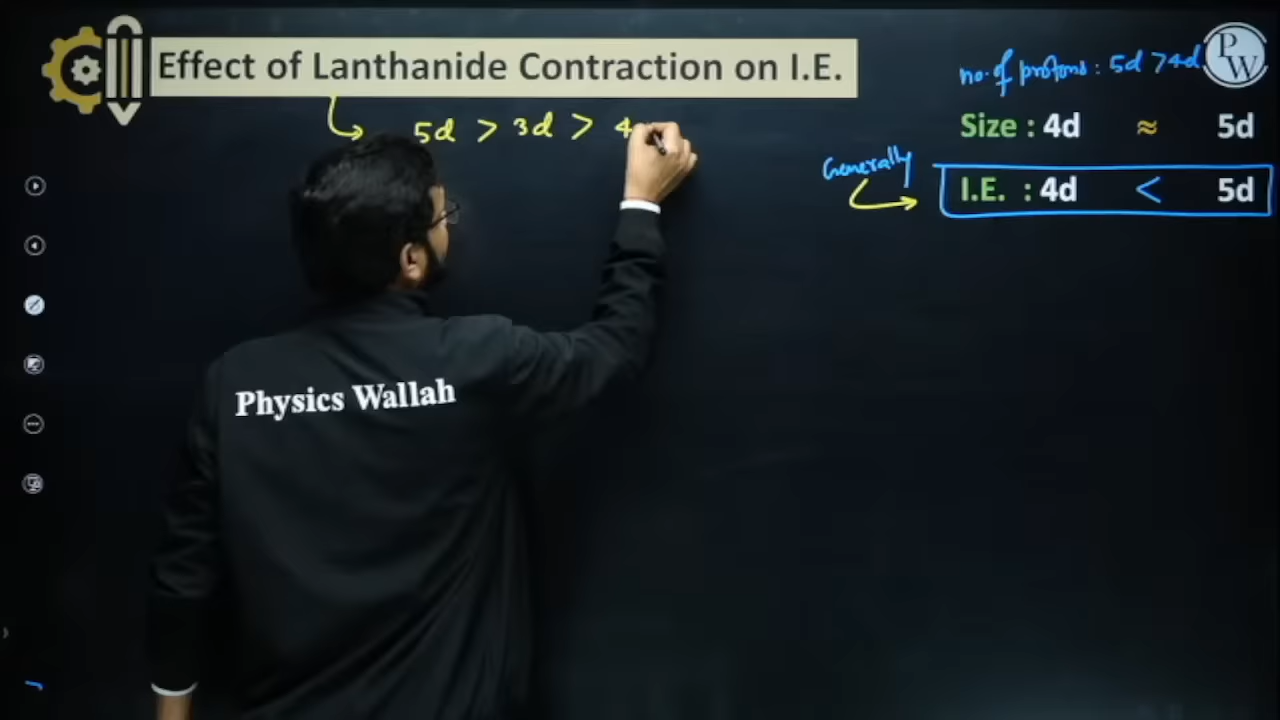 Effect of Lanthanide Contraction on I.E.
no. of protons : 5d > 4d
PW
Size : 4d ≈ 5d
5d > 3d > 4
Generally
I.E. : 4d < 5d
Physics Wallah